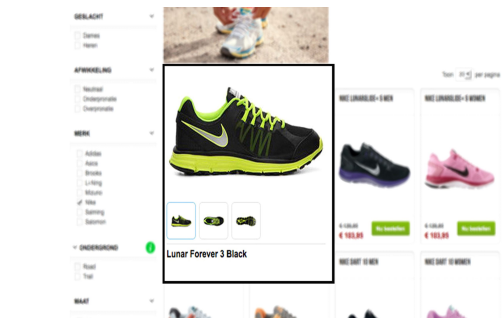 GESLACHT
Dames
Heren
AFWIKKELING
Neutraal
Onderpronatie
Overpronatie
MERK
Adidas
Asics
Brooks
Li-Ning
Mizuno
Nike
Salming
Salomon
ONDERGROND
i
Road
Trail
MAAT
Lunar Forever 3 Black
Toon
per pagina
NIKE LUNARGLIDE+ 5 MEN
NIKE LUNARGLIDE+ 5 WOMEN
€ 103,95
Nu bestellen
€ 103,95
Nu bestellen
NIKE DART 10 MEN
NIKE DART 10 WOMEN